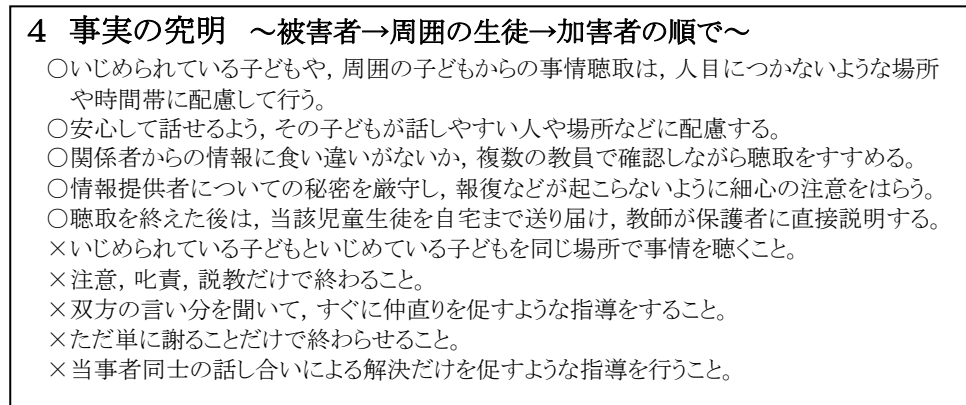 4 事実の究明 ～被害者→周囲の生徒→加害者の順で～
○いじめられている子どもや，周囲の子どもからの事情聴取は，人目につかないような場所
や時間帯に配慮して行う。
○安心して話せるよう，その子どもが話しやすい人や場所などに配慮する。
○関係者からの情報に食い違いがないか，複数の教員で確認しながら聴取をすすめる。
○情報提供者についての秘密を厳守し，報復などが起こらないように細心の注意をはらう。
○聴取を終えた後は，当該児童生徒を自宅まで送り届け，教師が保護者に直接説明する。
×いじめられている子どもといじめている子どもを同じ場所で事情を聴くこと。
×注意，叱責，説教だけで終わること。
×双方の言い分を聞いて，すぐに仲直りを促すような指導をすること。
×ただ単に謝ることだけで終わらせること。
×当事者同士の話し合いによる解決だけを促すような指導を行うこと。